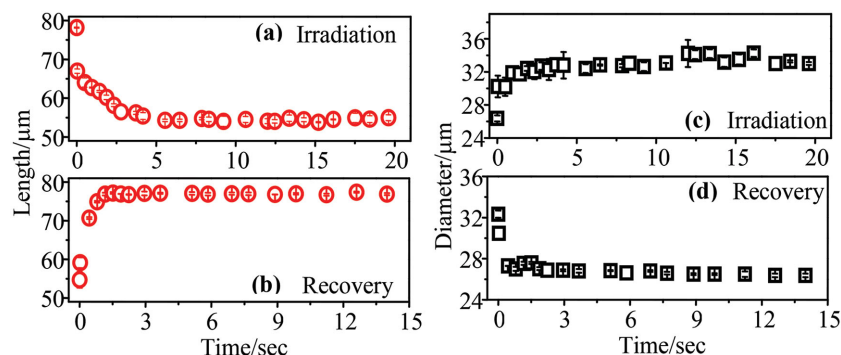 80
(a) Irradiation
70
60
50
0 5 10 15 20
80
70
60
50
(b) Recovery
0 3 6 9 12 15
Length/μm
Time/sec
36
32
28
24
(c) Irradiation
0 5 10 15 20
36
(d) Recovery
32
28
24
0 3 6 9 12 15
Diameter/μm
Time/sec